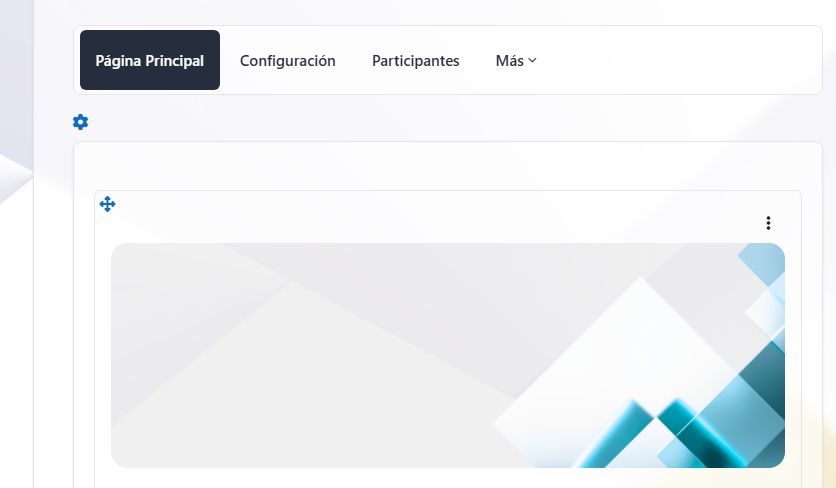 Página Principal
Configuración
Participantes
Más